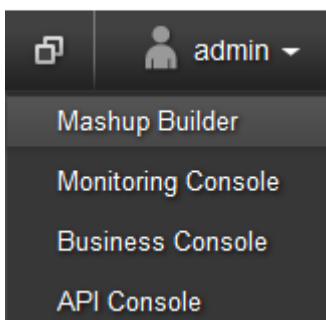 admin
Mashup Builder
Monitoring Console
Business Console
API Console